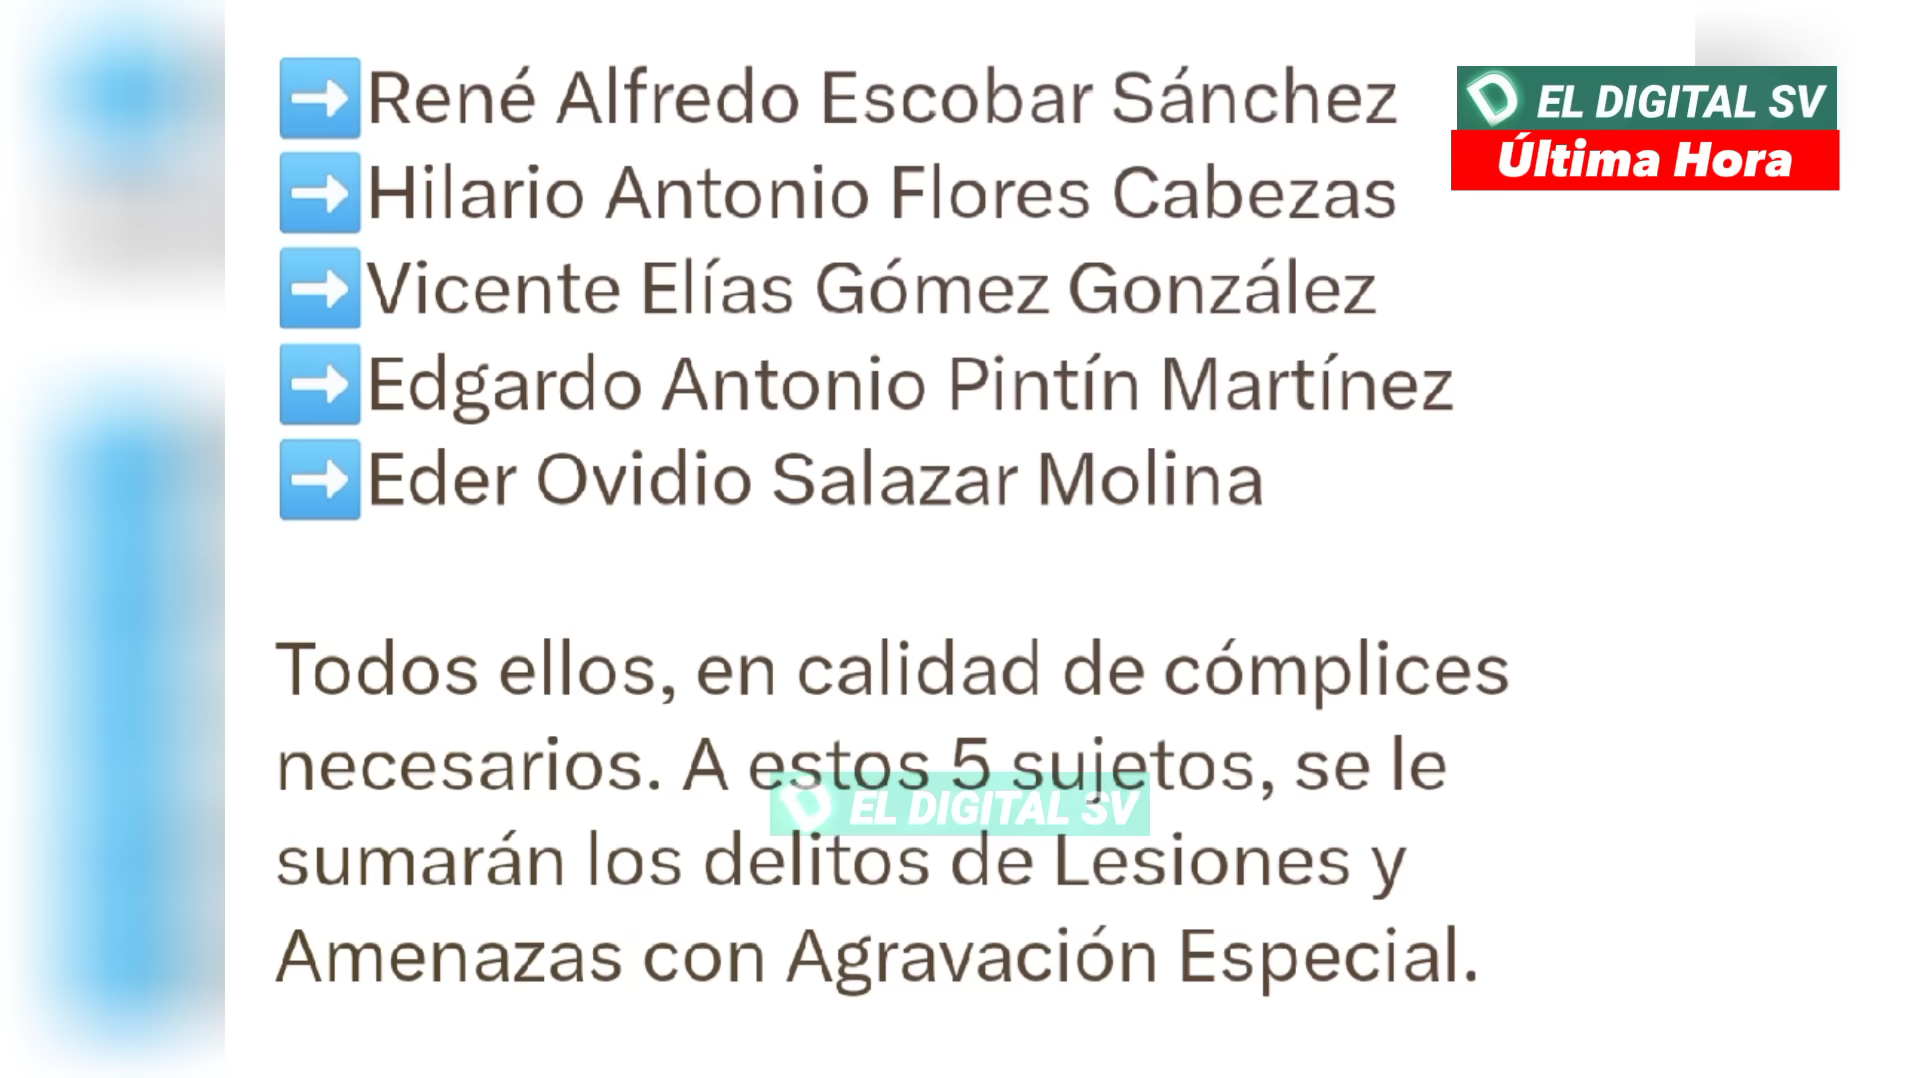 ➡️René Alfredo Escobar Sánchez
➡️Hilario Antonio Flores Cabezas
➡️Vicente Elías Gómez González
➡️Edgardo Antonio Pintín Martínez
➡️Eder Ovidio Salazar Molina
EL DIGITAL SV
Última Hora
Todos ellos, en calidad de cómplices
necesarios. A estos 5 sujetos, se le
EL DIGITAL SV
sumarán los delitos de Lesiones y
Amenazas con Agravación Especial.